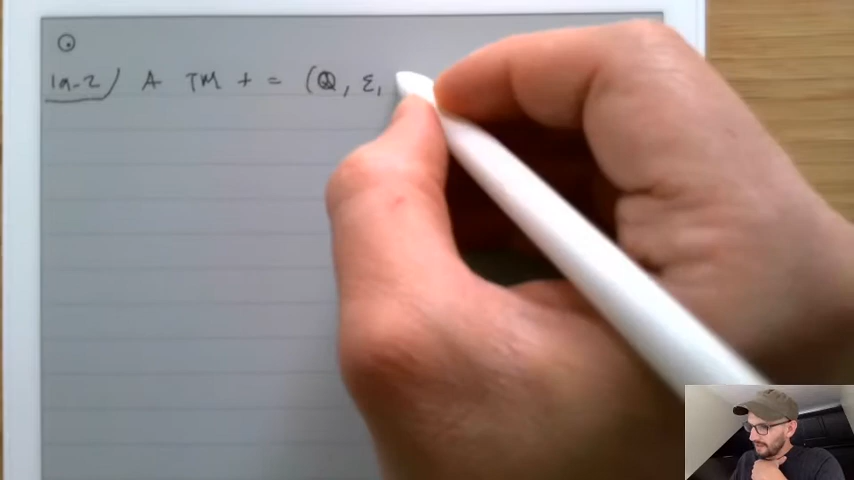 1a-2) A TM t = (Q, Σ,